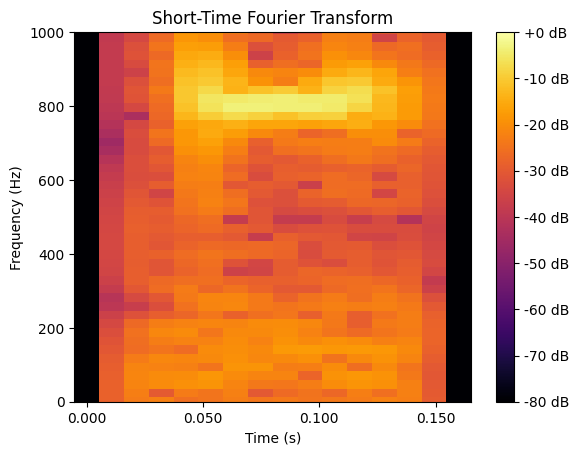 Short-Time Fourier Transform
1000
800
600
400
200
0
Frequency (Hz)
0.000
0.050
0.100
0.150
Time (s)
+0 dB
-10 dB
-20 dB
-30 dB
-40 dB
-50 dB
-60 dB
-70 dB
-80 dB